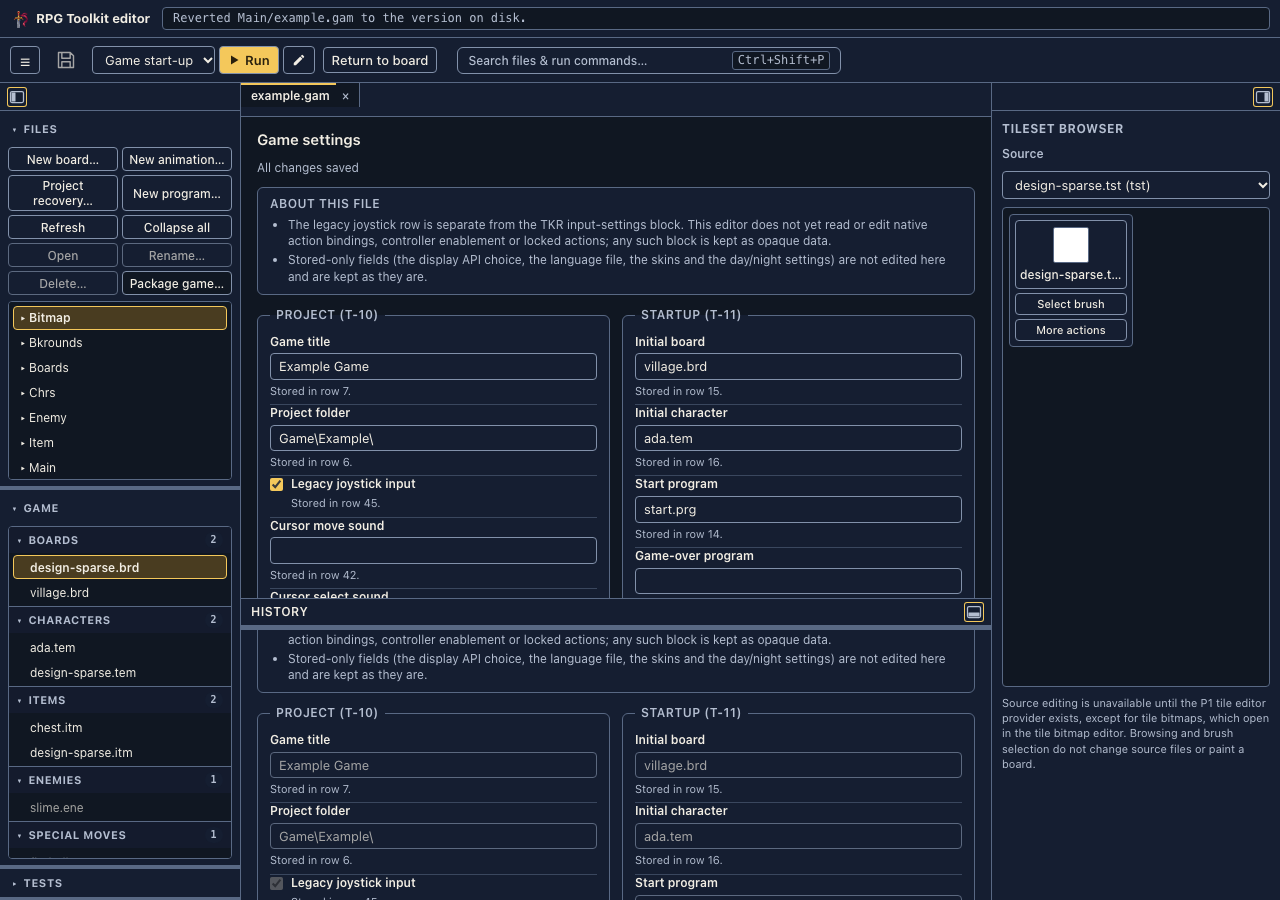 RPG Toolkit editor
Reverted Main/example.gam to the version on disk.
Game start-up
Run
Return to board
Search files & run commands...
Ctrl+Shift+P
example.gam ×
FILES
New board...
New animation...
Project recovery...
New program...
Refresh
Collapse all
Open
Rename...
Delete...
Package game...
Bitmap
Bkrounds
Boards
Chrs
Enemy
Item
Main
GAME
BOARDS 2
design-sparse.brd
village.brd
CHARACTERS 2
ada.tem
design-sparse.tem
ITEMS 2
chest.itm
design-sparse.itm
ENEMIES 1
slime.ene
SPECIAL MOVES 1
TESTS
Game settings
All changes saved
ABOUT THIS FILE
The legacy joystick row is separate from the TKR input-settings block. This editor does not yet read or edit native
action bindings, controller enablement or locked actions; any such block is kept as opaque data.
Stored-only fields (the display API choice, the language file, the skins and the day/night settings) are not edited here
and are kept as they are.
PROJECT (T-10)
Game title
Example Game
Stored in row 7.
Project folder
Game\Example\
Stored in row 6.
Legacy joystick input
Stored in row 45.
Cursor move sound
Stored in row 42.
Cursor select sound
STARTUP (T-11)
Initial board
village.brd
Stored in row 15.
Initial character
ada.tem
Stored in row 16.
Start program
start.prg
Stored in row 14.
Game-over program
HISTORY
action bindings, controller enablement or locked actions; any such block is kept as opaque data.
Stored-only fields (the display API choice, the language file, the skins and the day/night settings) are not edited here
and are kept as they are.
PROJECT (T-10)
Game title
Example Game
Stored in row 7.
Project folder
Game\Example\
Stored in row 6.
Legacy joystick input
STARTUP (T-11)
Initial board
village.brd
Stored in row 15.
Initial character
ada.tem
Stored in row 16.
Start program
TILESET BROWSER
Source
design-sparse.tst (tst)
design-sparse.t...
Select brush
More actions
Source editing is unavailable until the P1 tile editor
provider exists, except for tile bitmaps, which open
in the tile bitmap editor. Browsing and brush
selection do not change source files or paint a
board.